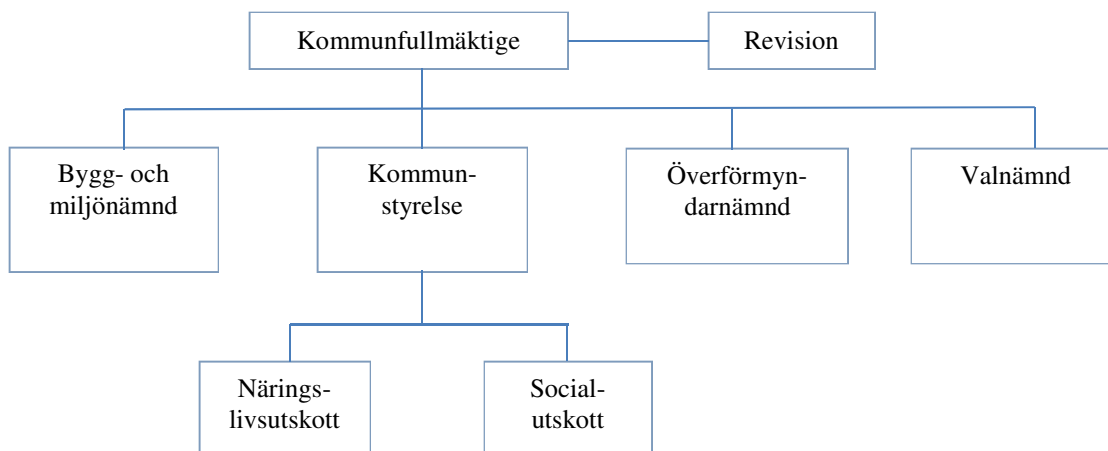 Kommunfullmäktige
Revision
Bygg- och
miljönämnd
Kommun-
styrelse
Överförmyn-
darnämnd
Valnämnd
Närings-
livsutskott
Social-
utskott